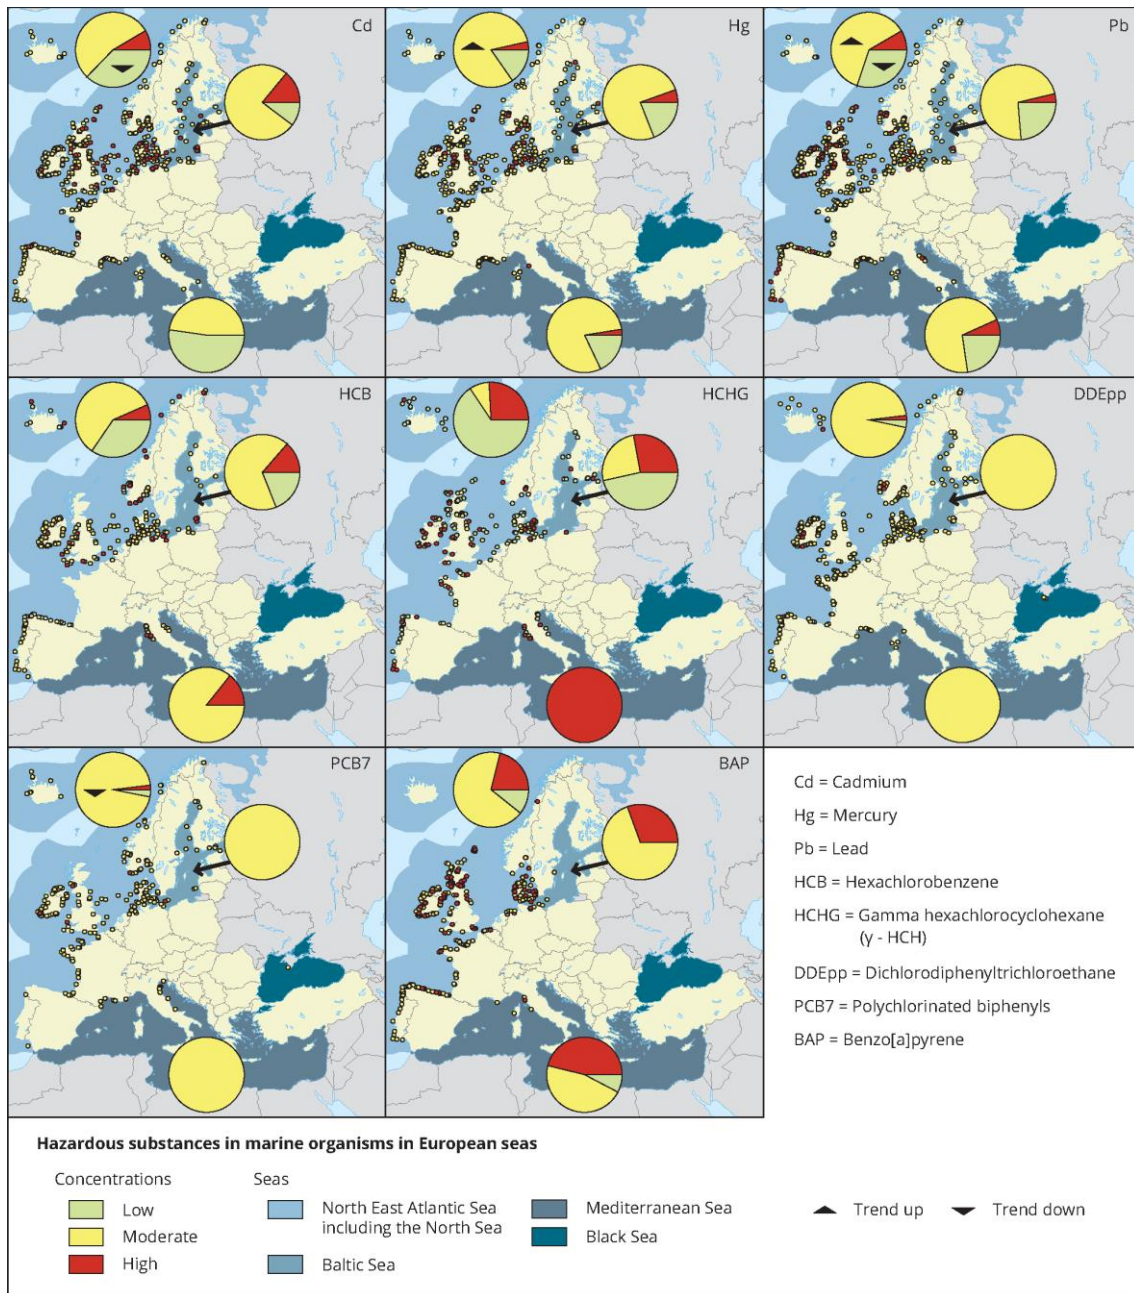 Cd
Hg
Pb
HCB
HCHG
DDEpp
PCB7
BAP
Cd = Cadmium
Hg = Mercury
Pb = Lead
HCB = Hexachlorobenzene
HCHG = Gamma hexachlorocyclohexane
(γ - HCH)
DDEpp = Dichlorodiphenyltrichloroethane
PCB7 = Polychlorinated biphenyls
BAP = Benzo[a]pyrene
Hazardous substances in marine organisms in European seas
Concentrations
Low
Moderate
High
Seas
North East Atlantic Sea
including the North Sea
Baltic Sea
Mediterranean Sea
Black Sea
Trend up
Trend down